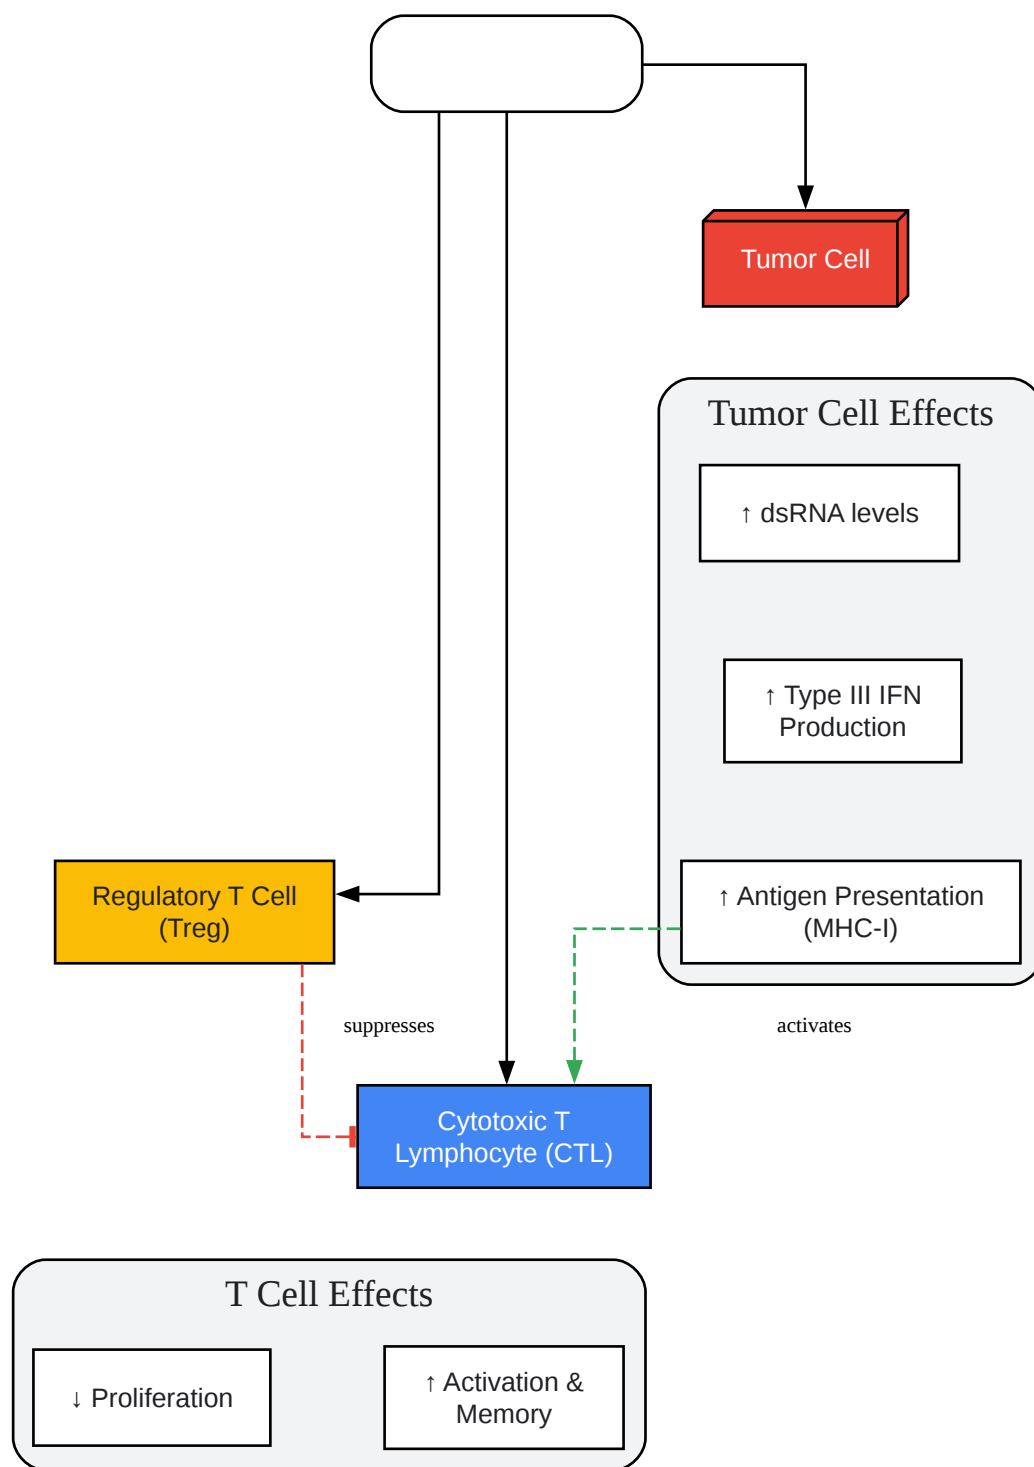 Tumor Cell
Tumor Cell Effects
↑ dsRNA levels
↑ Type III IFN
Production
Regulatory T Cell
(Treg)
↑ Antigen Presentation
(MHC-I)
suppresses
activates
Cytotoxic T
Lymphocyte (CTL)
T Cell Effects
↓ Proliferation
↑ Activation &
Memory